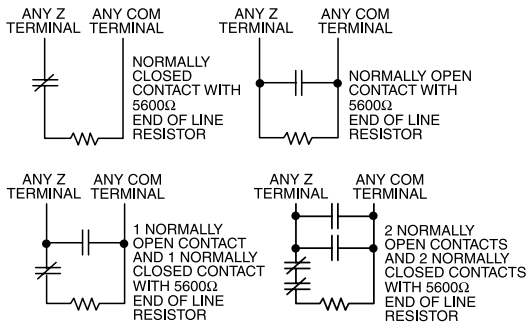 ANY Z
TERMINAL
ANY COM
TERMINAL
NORMALLY
CLOSED
CONTACT WITH
5600Ω
END OF LINE
RESISTOR
ANY Z
TERMINAL
ANY COM
TERMINAL
NORMALLY OPEN
CONTACT WITH
5600Ω
END OF LINE
RESISTOR
ANY Z
TERMINAL
ANY COM
TERMINAL
1 NORMALLY
OPEN CONTACT
AND 1 NORMALLY
CLOSED CONTACT
WITH 5600Ω
END OF LINE
RESISTOR
ANY Z
TERMINAL
ANY COM
TERMINAL
2 NORMALLY
OPEN CONTACTS
AND 2 NORMALLY
CLOSED CONTACTS
WITH 5600Ω
END OF LINE
RESISTOR